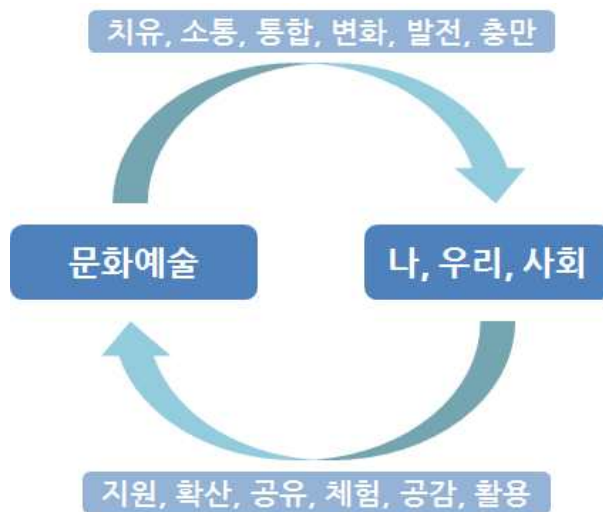 치유, 소통, 통합, 변화, 발전, 충만
문화예술
나, 우리, 사회
지원, 확산, 공유, 체험, 공감, 활용